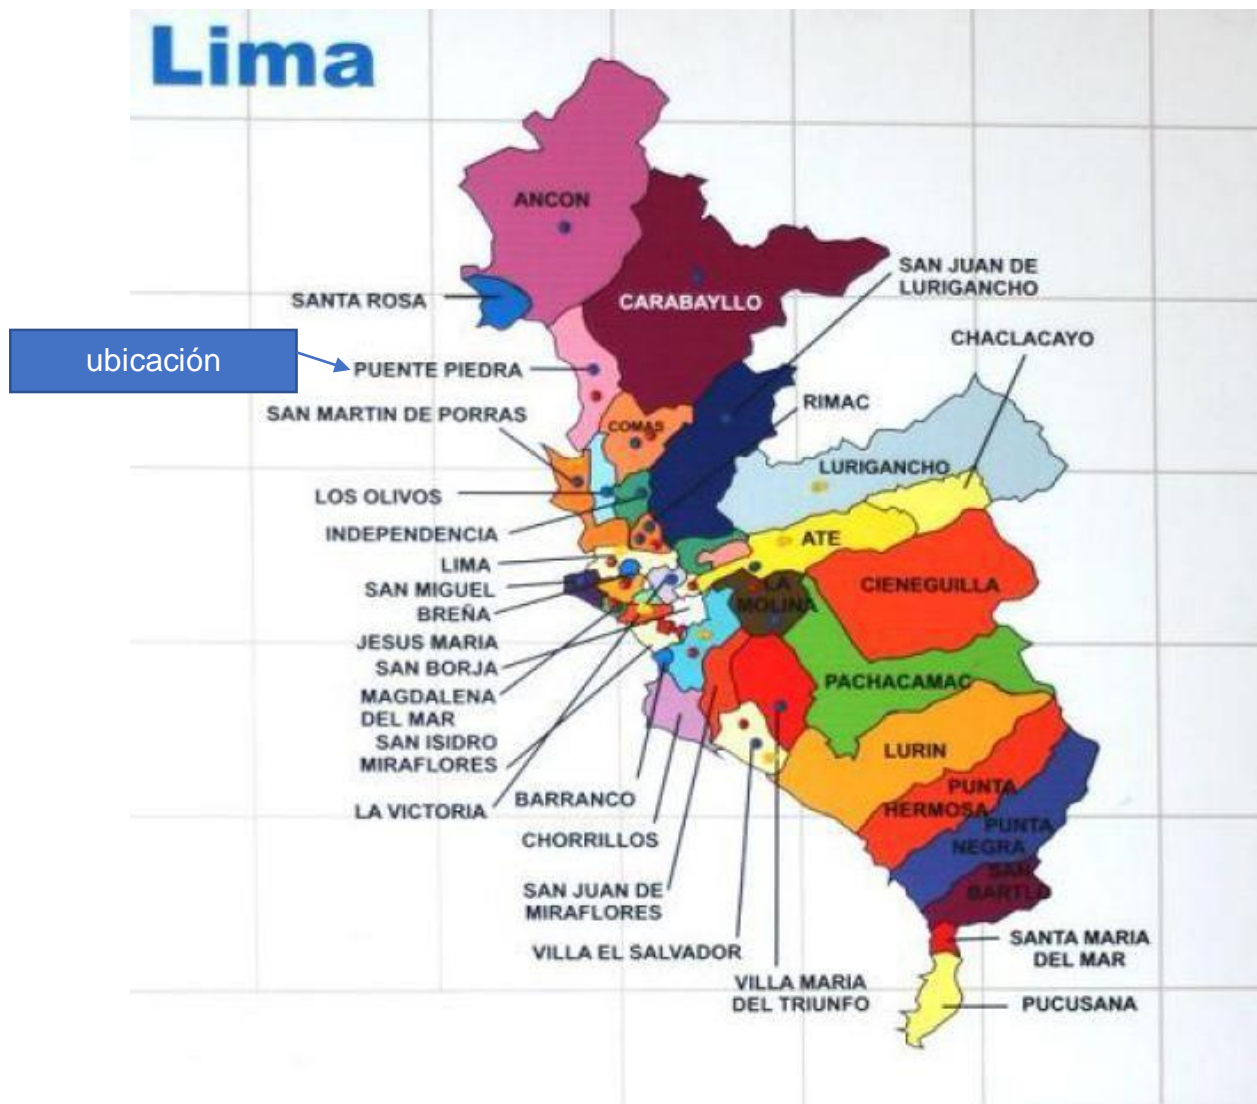 Lima
ANCON
SAN JUAN DE
LURIGANCHO
SANTA ROSA
CARABAYLLO
CHACLACAYO
ubicación
PUENTE PIEDRA
RIMAC
SAN MARTIN DE PORRAS
COMAS
LURIGANCHO
LOS OLIVOS
INDEPENDENCIA
ATE
LIMA
CIENEGUILLA
SAN MIGUEL
LA
MOLINA
BREÑA
JESUS MARIA
SAN BORJA
PACHACAMAC
MAGDALENA
DEL MAR
SAN ISIDRO
MIRAFLORES
LURIN
PUNTA
HERMOSA
BARRANCO
LA VICTORIA
PUNTA
NEGRA
CHORRILLOS
SAN
BARTLO
SAN JUAN DE
MIRAFLORES
SANTA MARIA
DEL MAR
VILLA EL SALVADOR
VILLA MARIA
DEL TRIUNFO
PUCUSANA